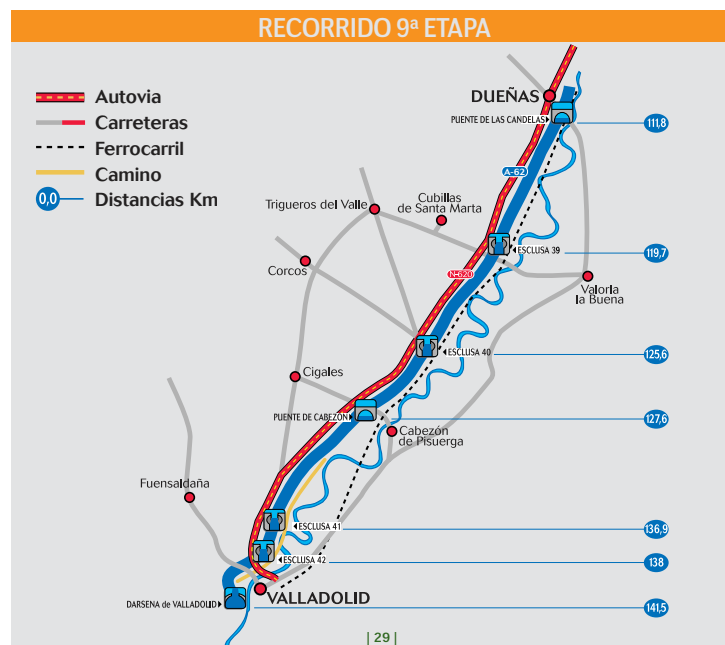 RECORRIDO 9ª ETAPA
Autovia
Carreteras
Ferrocarril
Camino
0,0 Distancias Km
DUEÑAS
PUENTE DE LAS CANDELAS
111,8
A-62
Trigueros del Valle
Cubillas
de Santa Marta
ESCLUSA 39
119,7
Corcos
N-620
Valoria
la Buena
ESCLUSA 40
125,6
Cigales
PUENTE DE CABEZÓN
127,6
Cabezón
de Pisuerga
Fuensaldaña
ESCLUSA 41
136,9
ESCLUSA 42
138
DARSENA de VALLADOLID
VALLADOLID
141,5
| 29 |